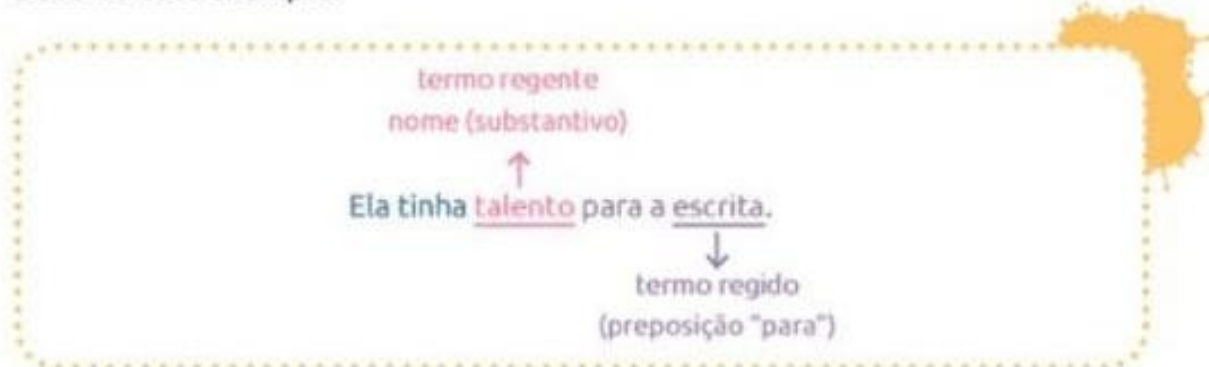 termo regente
nome (substantivo)
Ela tinha talento para a escrita.
termo regido
(preposição "para")